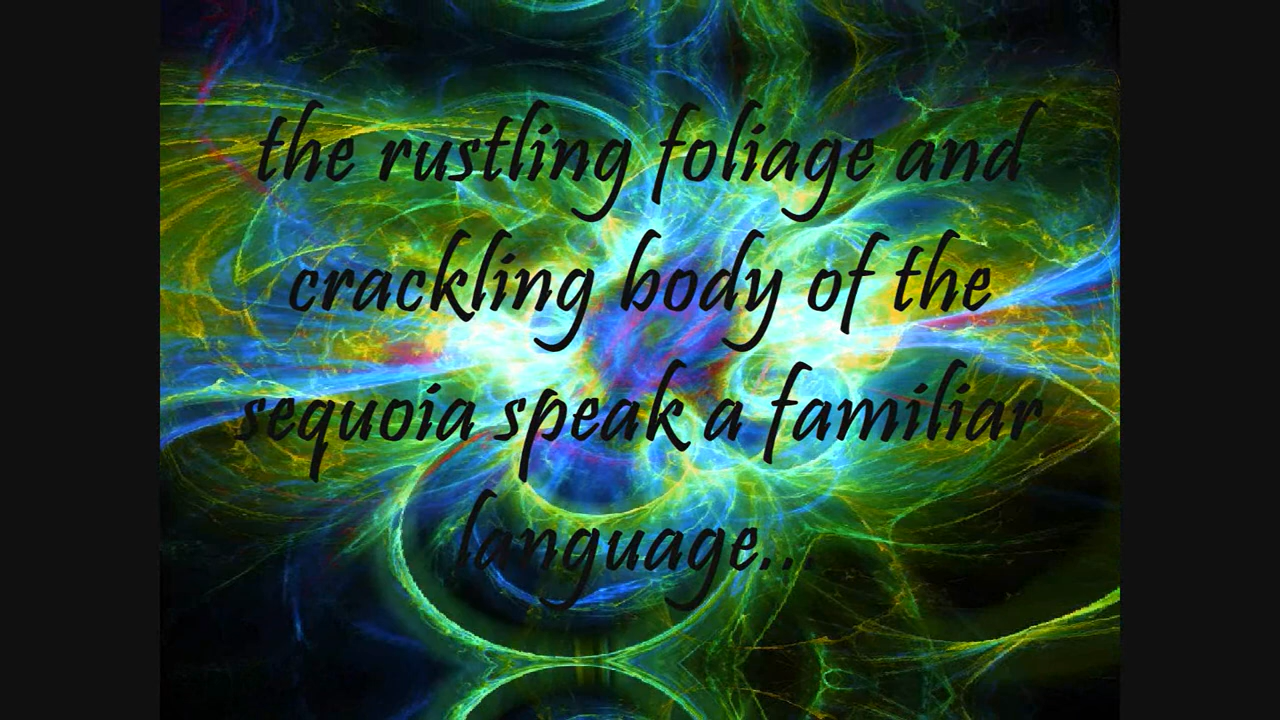 the rustling foliage and
crackling body of the
sequoia speak a familiar
language...